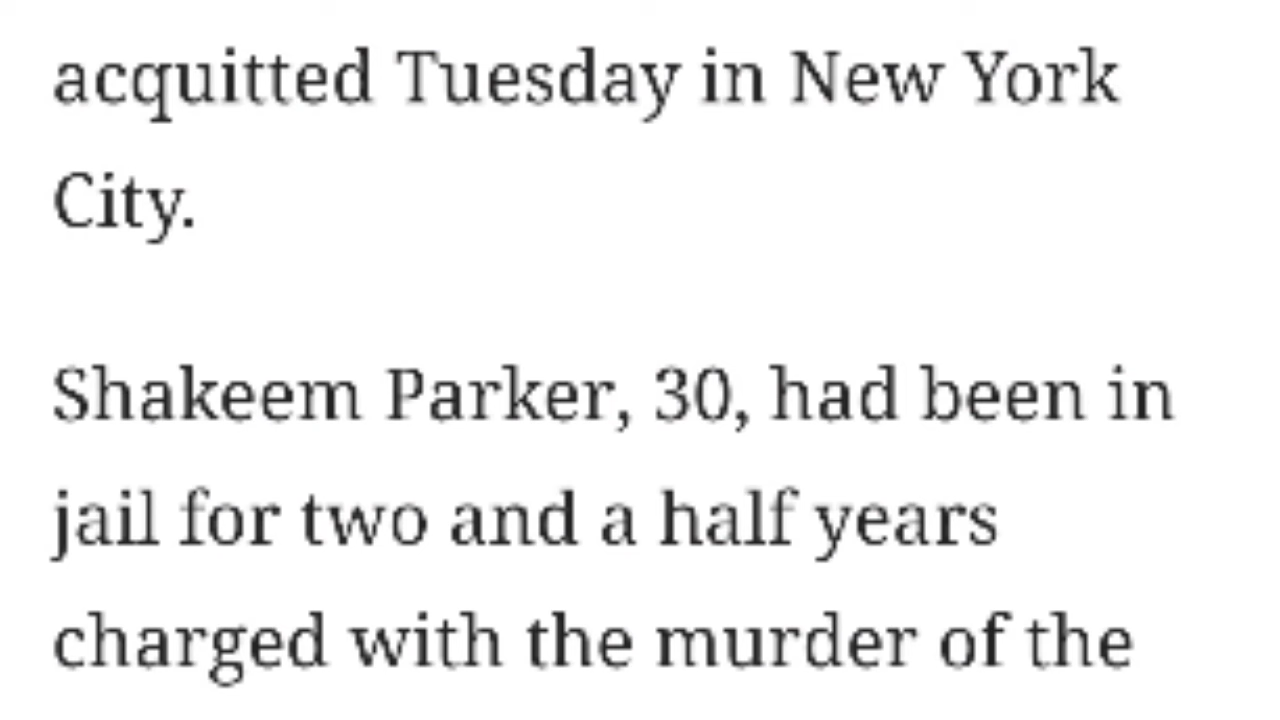 acquitted Tuesday in New York
City.
Shakeem Parker, 30, had been in
jail for two and a half years
charged with the murder of the